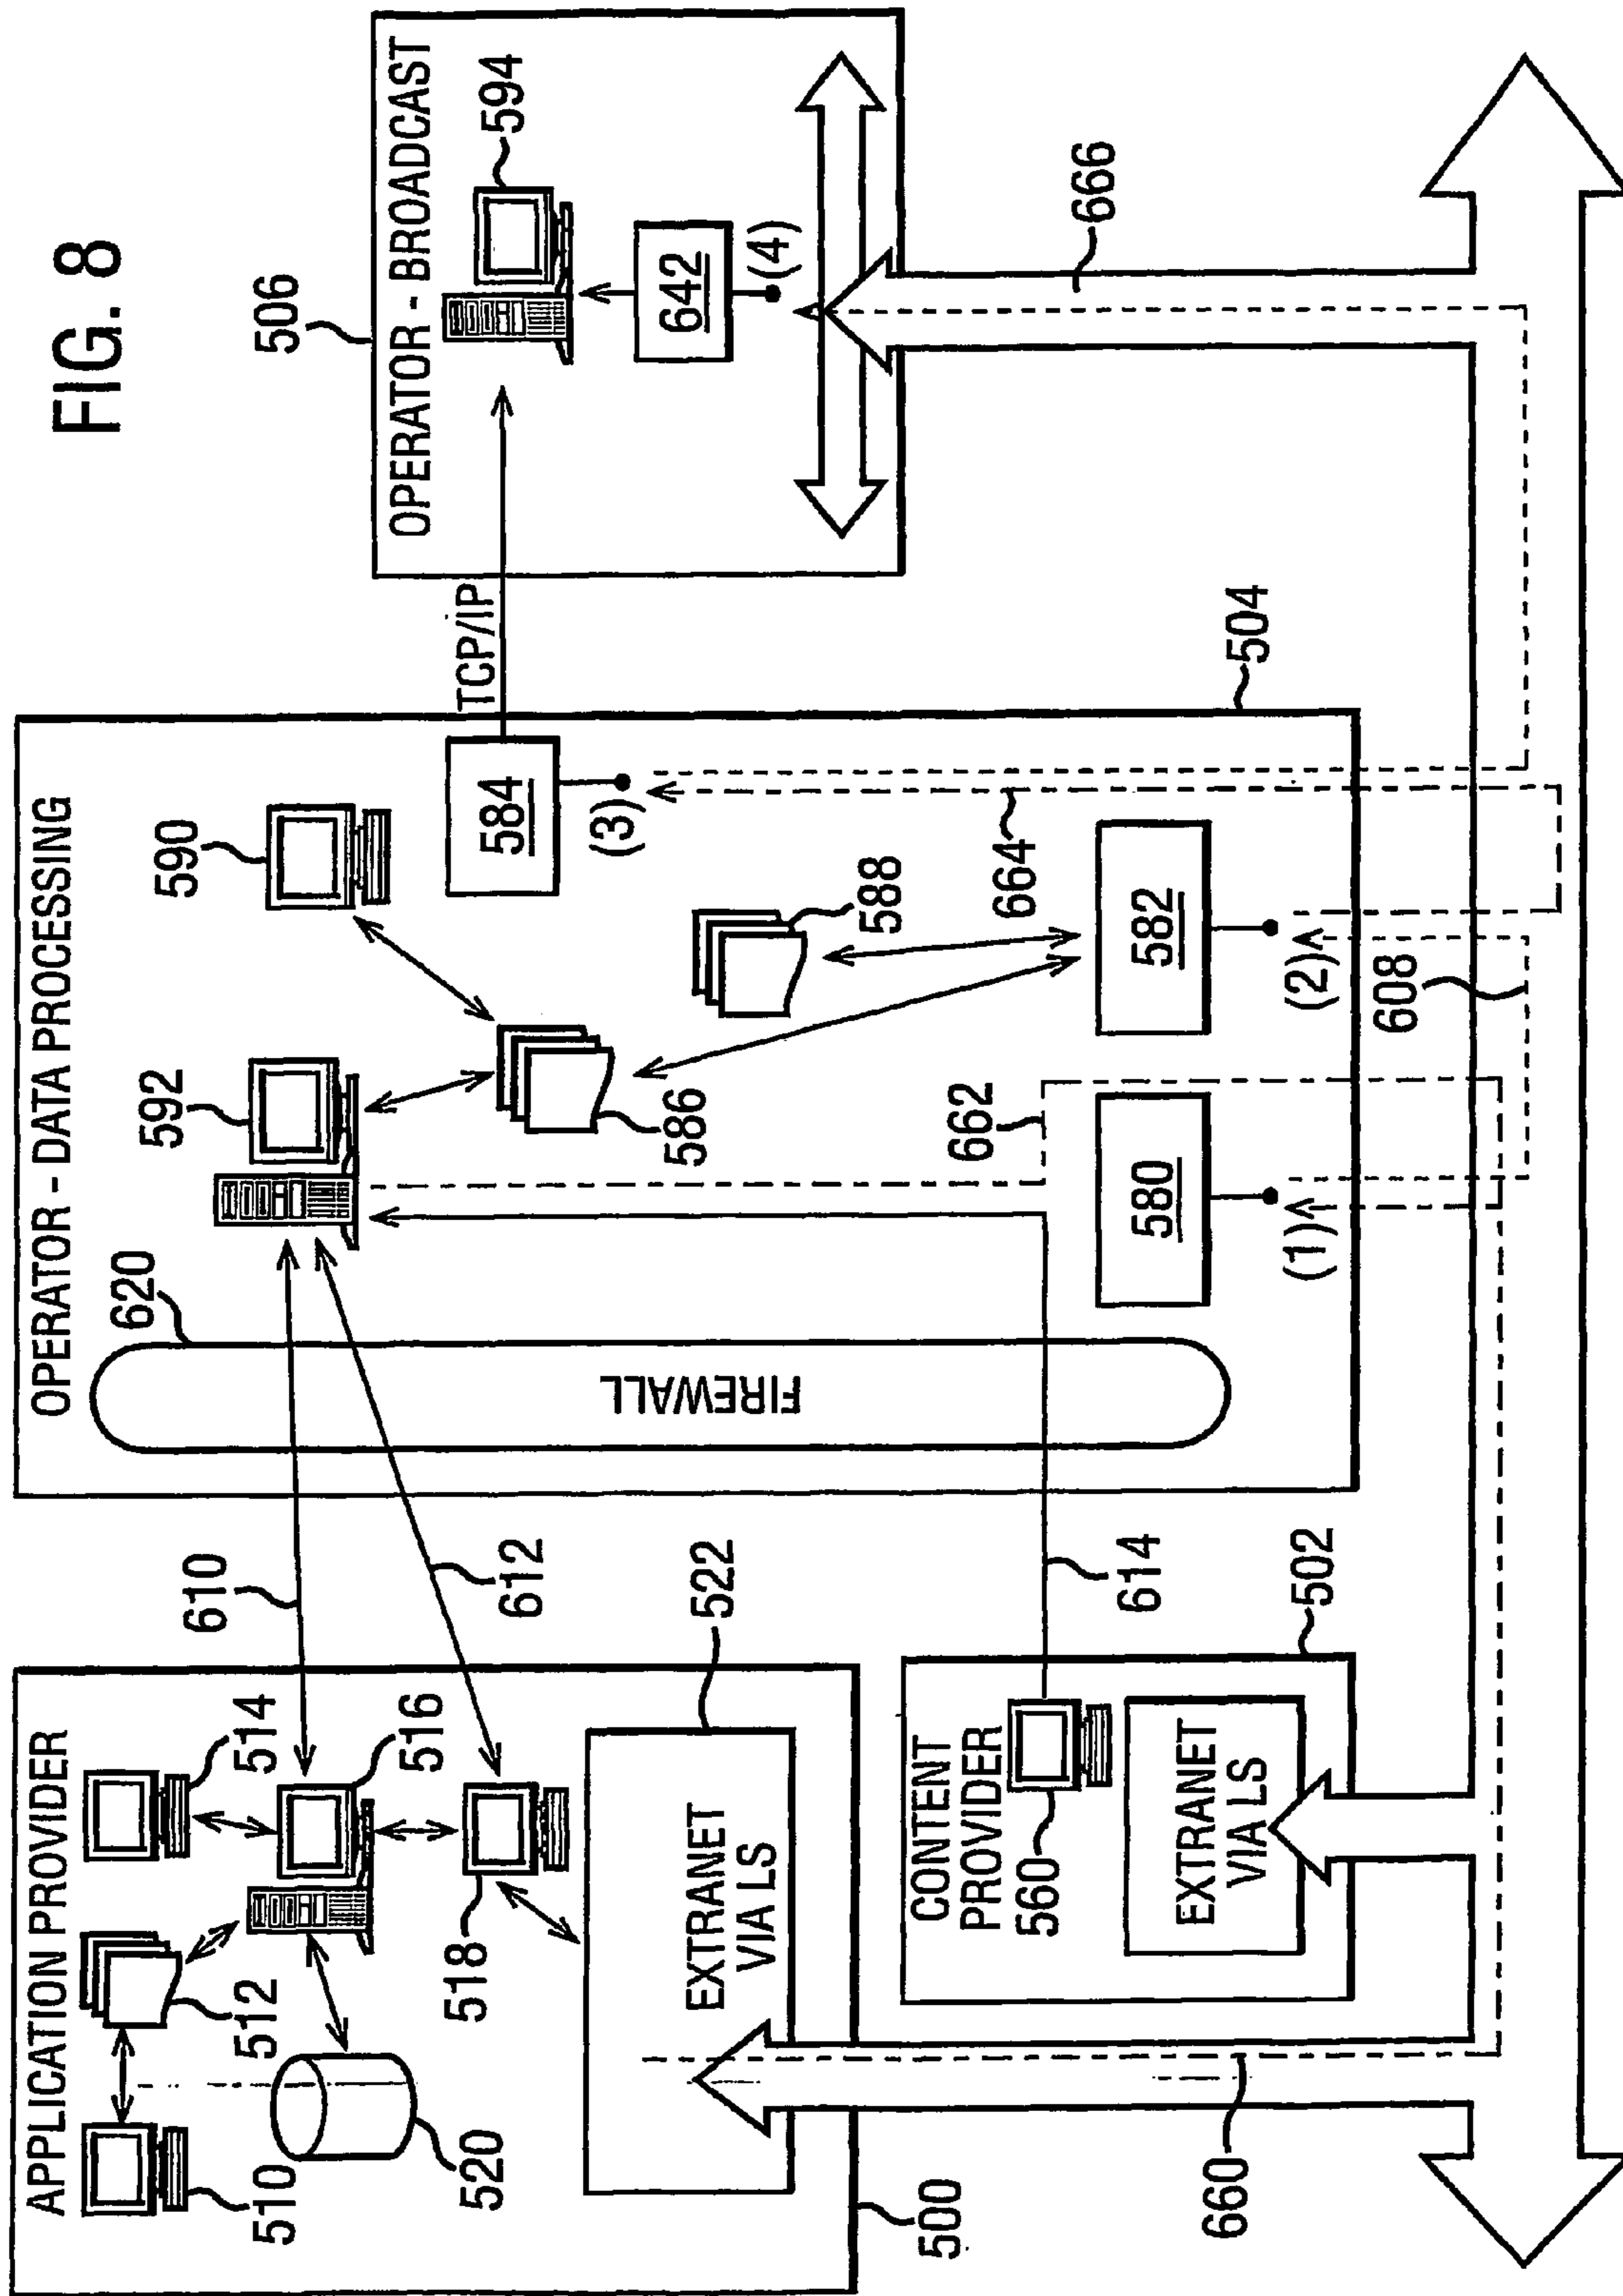 FIG. 8
APPLICATION PROVIDER
510
512
514
516
518
520
EXTRANET
VIA LS
522
500
610
612
CONTENT
PROVIDER
560
EXTRANET
VIA LS
502
614
660
OPERATOR - DATA PROCESSING
620
FIREWALL
592
590
586
588
584
(3)
662
664
580
(1)
582
(2)
608
504
TCP/IP
506
OPERATOR - BROADCAST
594
642
(4)
666